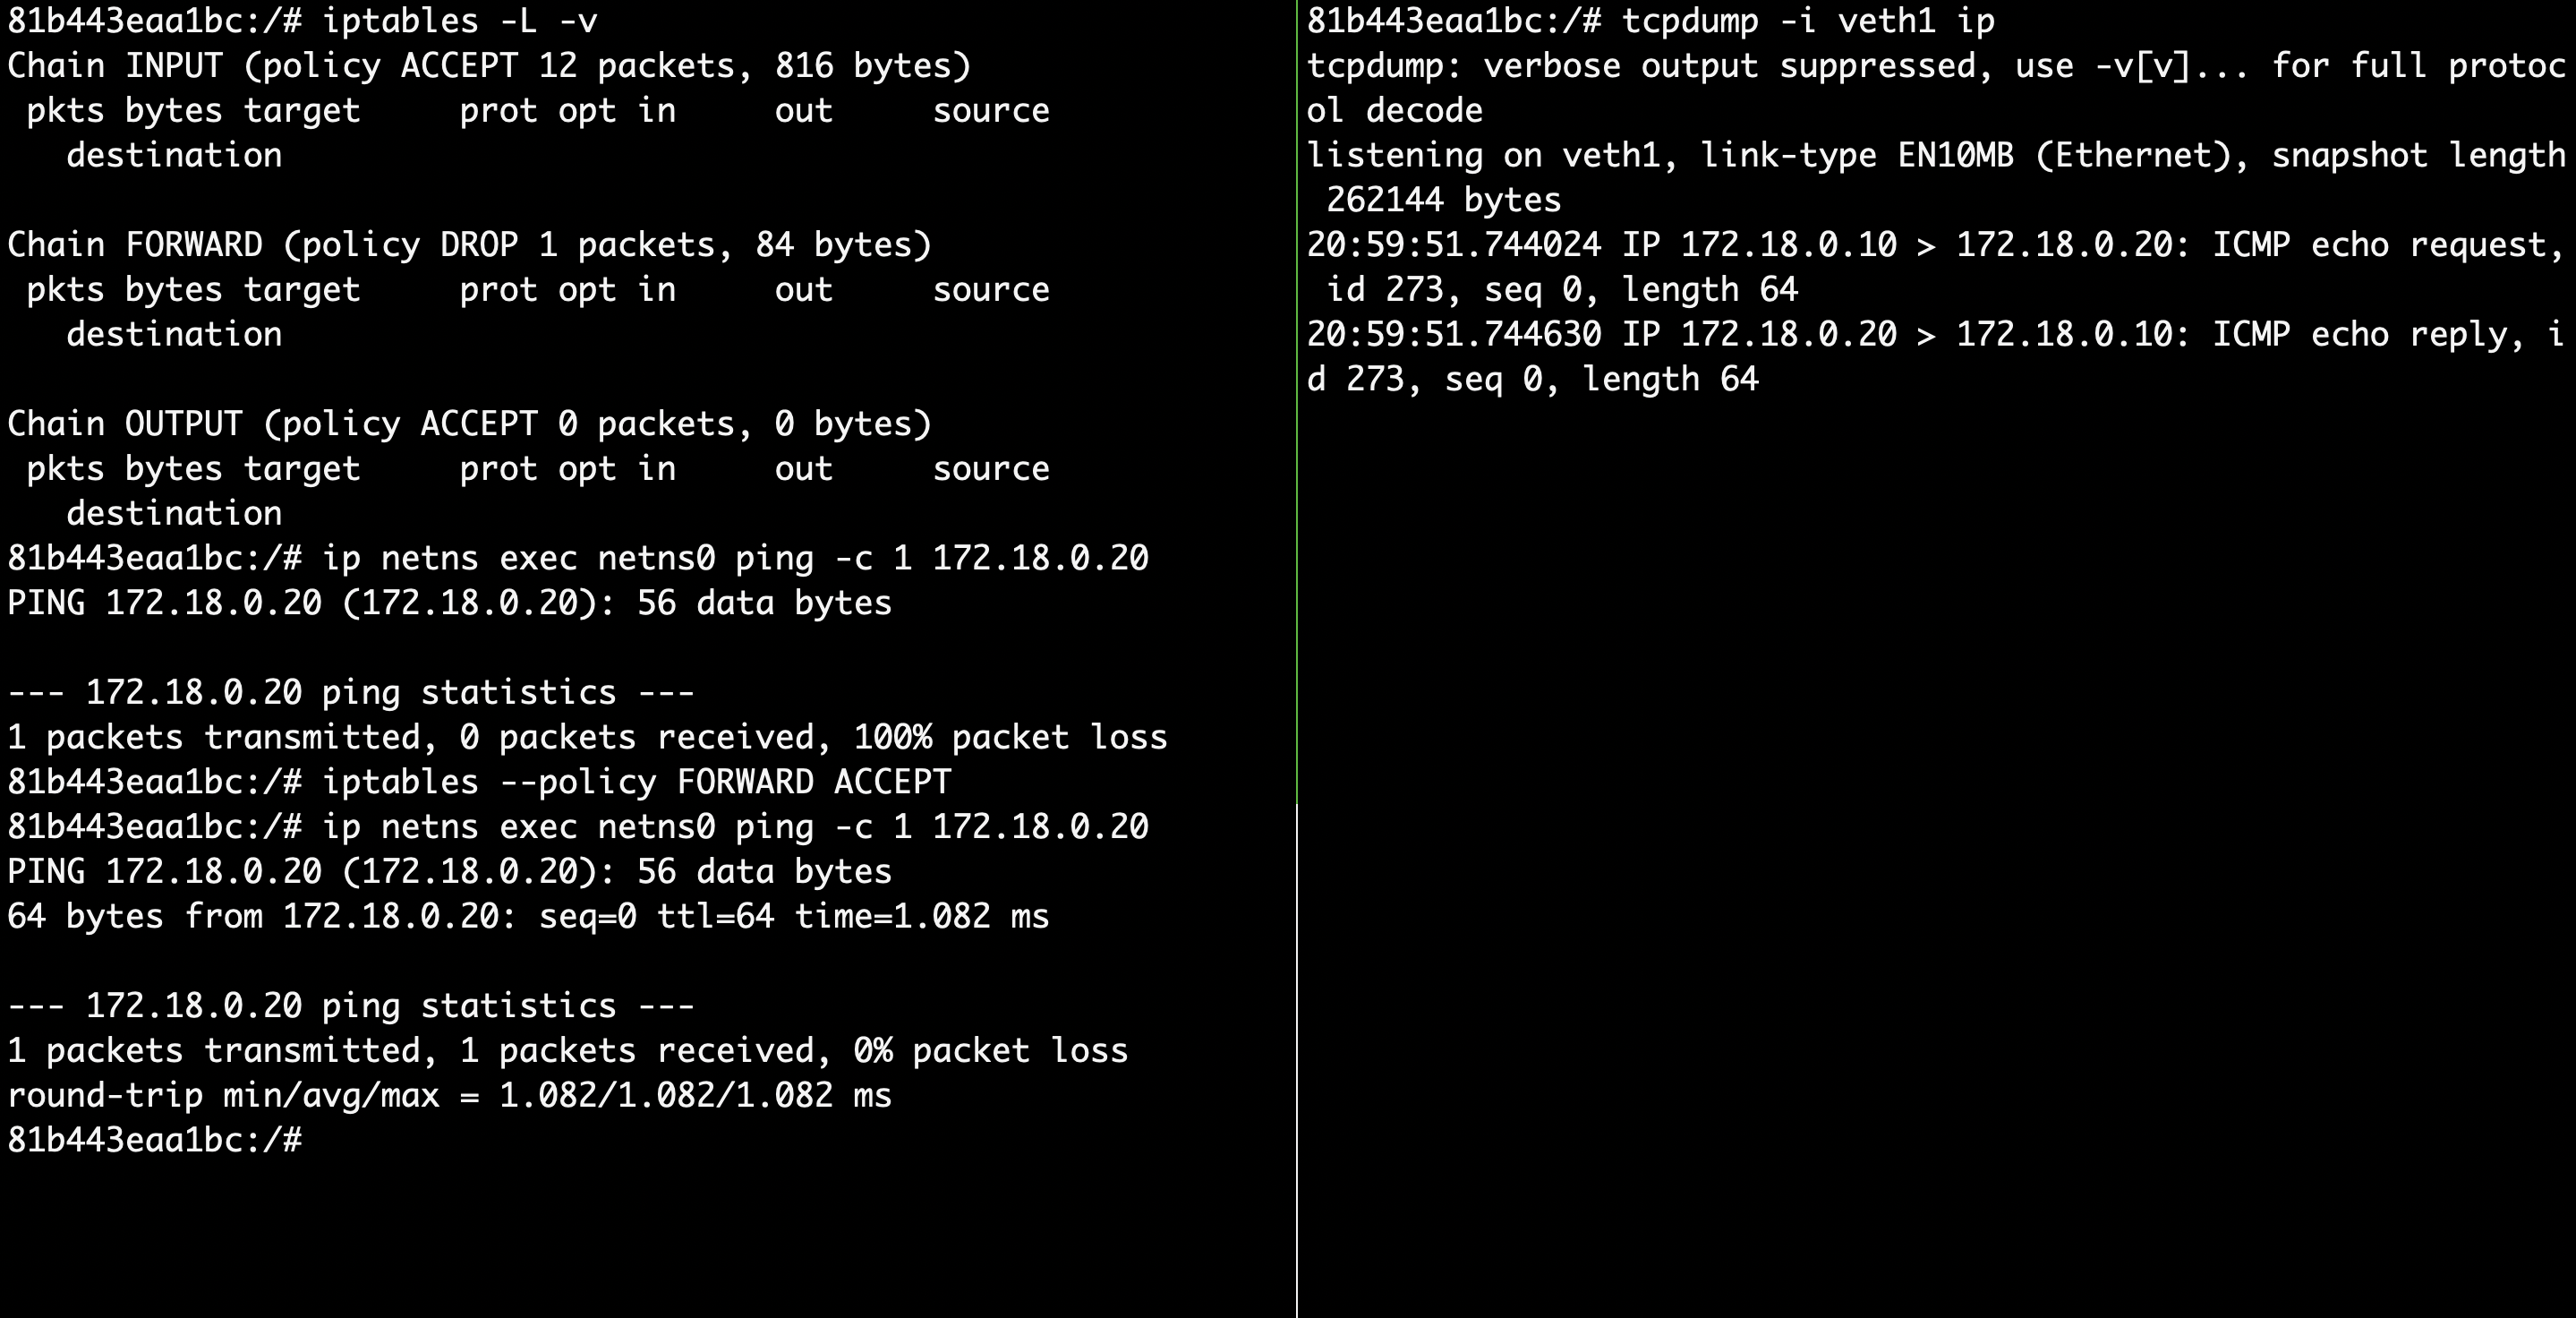 81b443eaa1bc:/# iptables -L -v
Chain INPUT (policy ACCEPT 12 packets, 816 bytes)
 pkts bytes target     prot opt in     out     source
   destination

Chain FORWARD (policy DROP 1 packets, 84 bytes)
 pkts bytes target     prot opt in     out     source
   destination

Chain OUTPUT (policy ACCEPT 0 packets, 0 bytes)
 pkts bytes target     prot opt in     out     source
   destination
81b443eaa1bc:/# ip netns exec netns0 ping -c 1 172.18.0.20
PING 172.18.0.20 (172.18.0.20): 56 data bytes

--- 172.18.0.20 ping statistics ---
1 packets transmitted, 0 packets received, 100% packet loss
81b443eaa1bc:/# iptables --policy FORWARD ACCEPT
81b443eaa1bc:/# ip netns exec netns0 ping -c 1 172.18.0.20
PING 172.18.0.20 (172.18.0.20): 56 data bytes
64 bytes from 172.18.0.20: seq=0 ttl=64 time=1.082 ms

--- 172.18.0.20 ping statistics ---
1 packets transmitted, 1 packets received, 0% packet loss
round-trip min/avg/max = 1.082/1.082/1.082 ms
81b443eaa1bc:/#
81b443eaa1bc:/# tcpdump -i veth1 ip
tcpdump: verbose output suppressed, use -v[v]... for full protoc
ol decode
listening on veth1, link-type EN10MB (Ethernet), snapshot length
 262144 bytes
20:59:51.744024 IP 172.18.0.10 > 172.18.0.20: ICMP echo request,
 id 273, seq 0, length 64
20:59:51.744630 IP 172.18.0.20 > 172.18.0.10: ICMP echo reply, i
d 273, seq 0, length 64